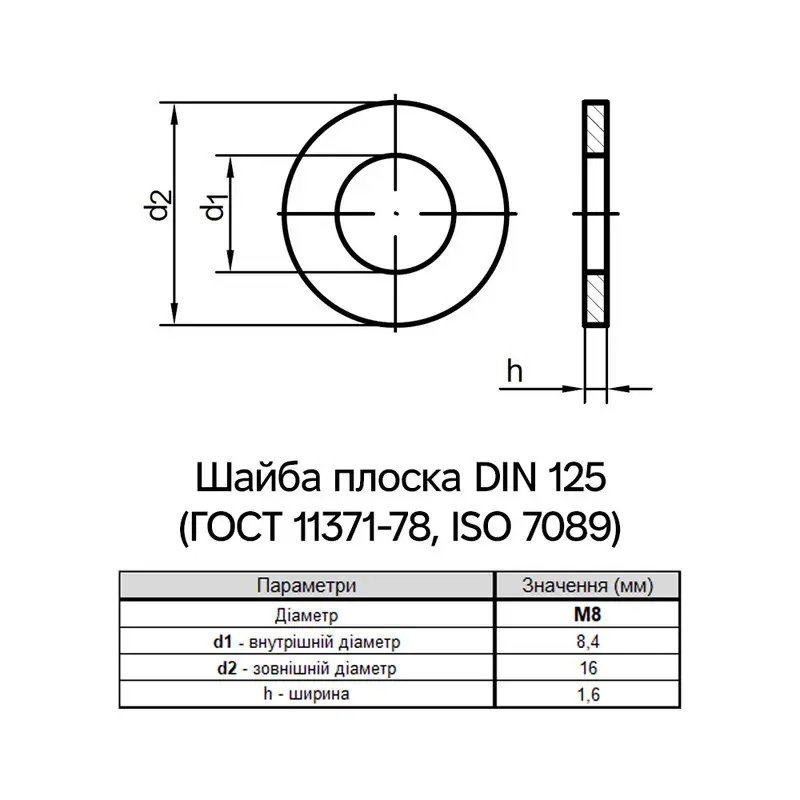 d2
d1
h
Шайба плоска DIN 125
(ГОСТ 11371-78, ISO 7089)
Параметри Значення (мм)
Діаметр M8
d1 - внутрішній діаметр 8,4
d2 - зовнішній діаметр 16
h - ширина 1,6